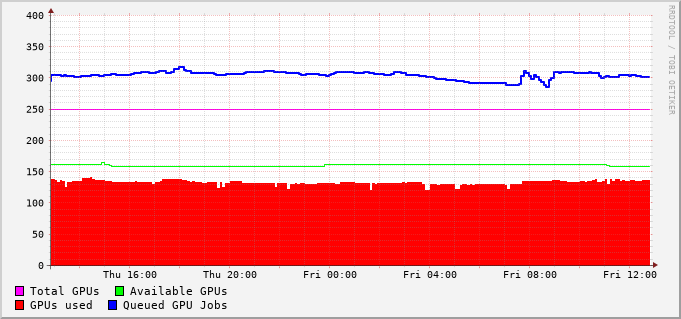 400
350
300
250
200
150
100
50
0
Thu 16:00 Thu 20:00 Fri 00:00 Fri 04:00 Fri 08:00 Fri 12:00
Total GPUs Available GPUs
GPUs used Queued GPU Jobs
RRDTOOL / TOBI OETIKER